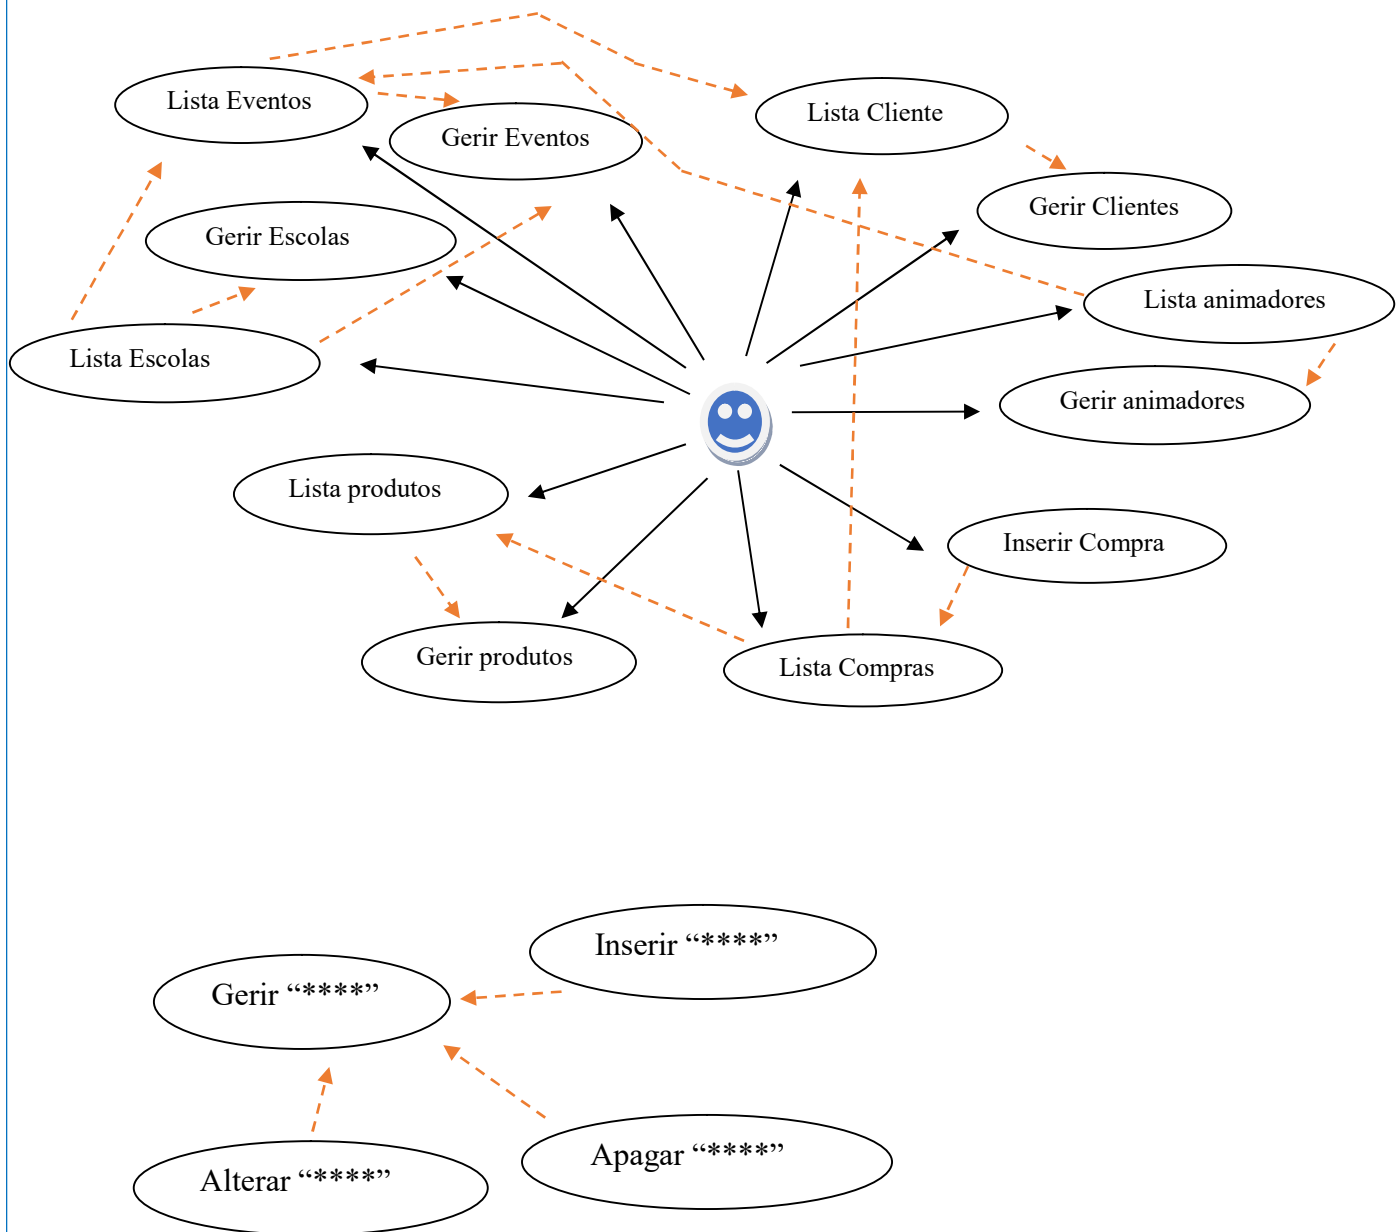 Lista Eventos
Lista Cliente
Gerir Eventos
Gerir Clientes
Gerir Escolas
Lista animadores
Lista Escolas
Gerir animadores
Lista produtos
Inserir Compra
Gerir produtos
Lista Compras
Inserir “****”
Gerir “****”
Apagar “****”
Alterar “****”